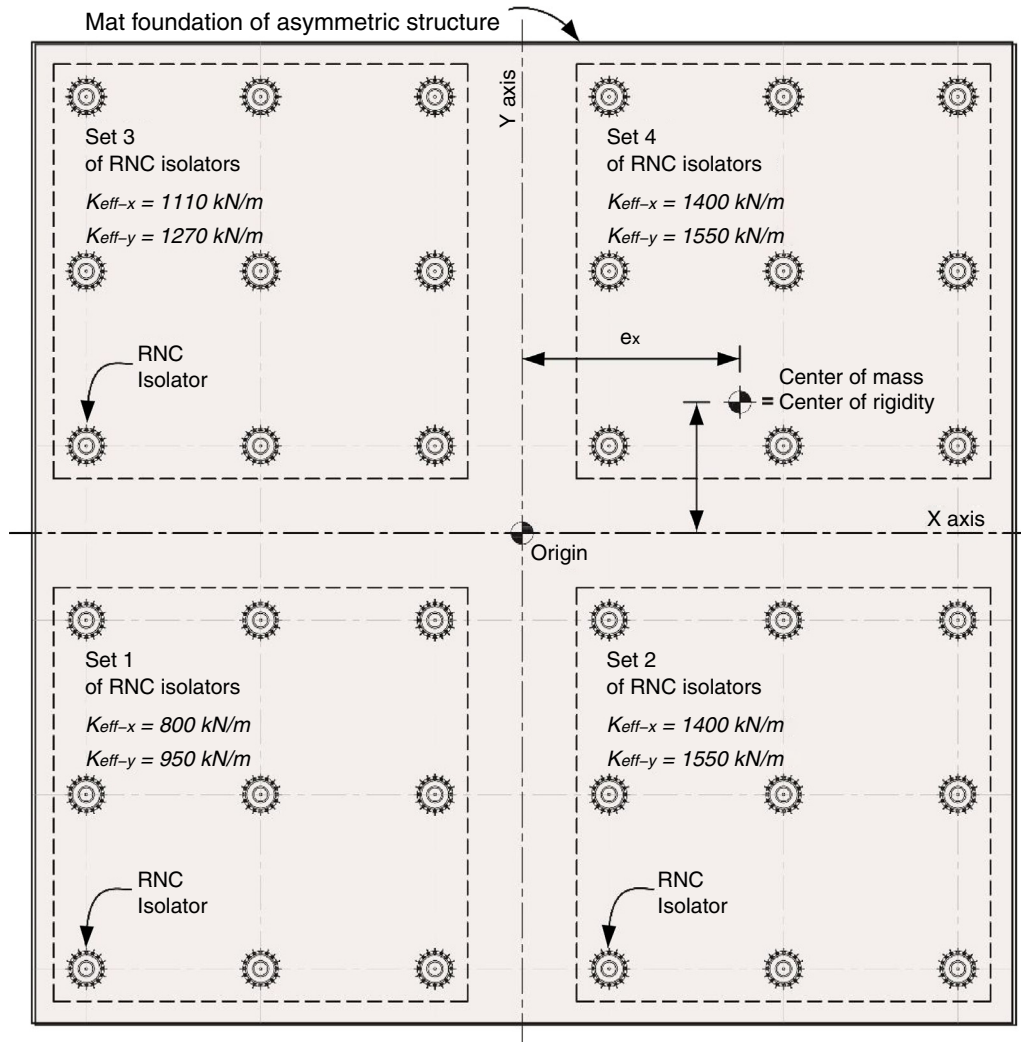 Mat foundation of asymmetric structure
Y axis
Set 3
of RNC isolators
Keff-x = 1110 kN/m
Keff-y = 1270 kN/m
Set 4
of RNC isolators
Keff-x = 1400 kN/m
Keff-y = 1550 kN/m
RNC
Isolator
ex
Center of mass
= Center of rigidity
X axis
Origin
Set 1
of RNC isolators
Keff-x = 800 kN/m
Keff-y = 950 kN/m
Set 2
of RNC isolators
Keff-x = 1400 kN/m
Keff-y = 1550 kN/m
RNC
Isolator
RNC
Isolator